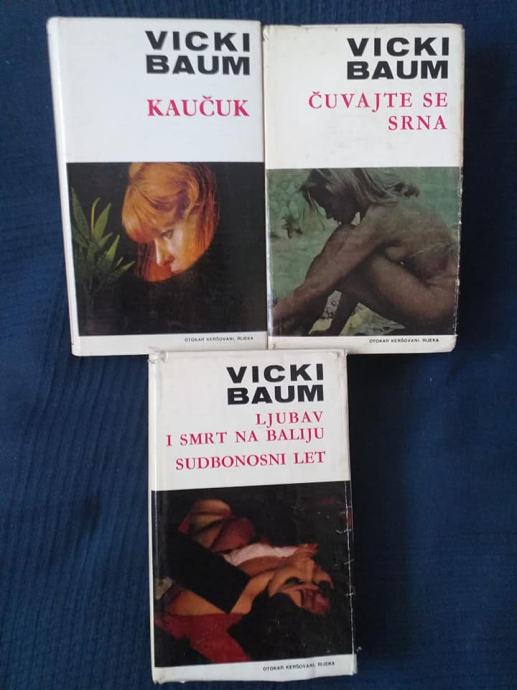 VICKI
BAUM
KAUČUK
OTOKAR KERŠOVANI, RIJEKA
VICKI
BAUM
ČUVAJTE SE
SRNA
OTOKAR KERŠOVANI, RIJEKA
VICKI
BAUM
LJUBAV
I SMRT NA BALIJU
SUDBONOSNI LET
OTOKAR KERŠOVANI, RIJEKA